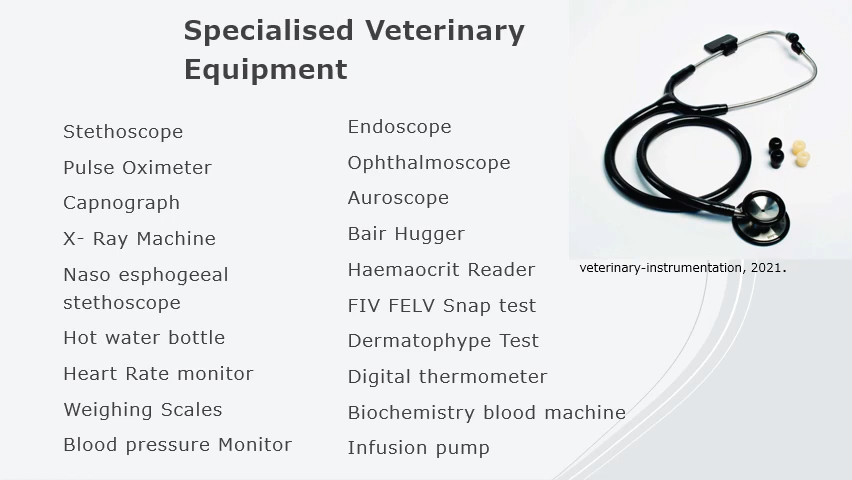 Specialised Veterinary
Equipment
Stethoscope
Pulse Oximeter
Capnograph
X- Ray Machine
Naso esphogeeal
stethoscope
Hot water bottle
Heart Rate monitor
Weighing Scales
Blood pressure Monitor
Endoscope
Ophthalmoscope
Auroscope
Bair Hugger
Haemaocrit Reader
FIV FELV Snap test
Dermatophype Test
Digital thermometer
Biochemistry blood machine
Infusion pump
veterinary-instrumentation, 2021.